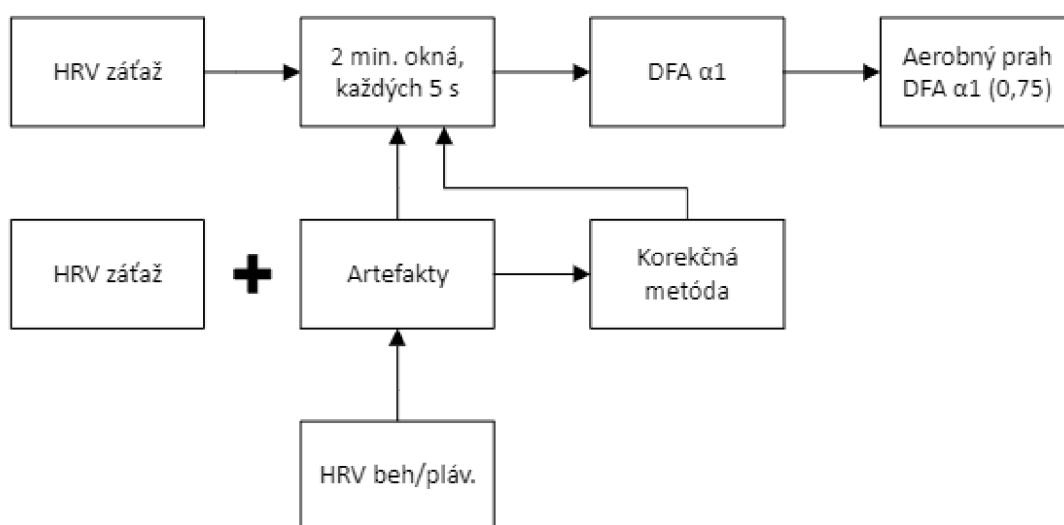 HRV záťaž
2 min. okná,
každých 5 s
DFA α1
Aerobný prah
DFA α1 (0,75)
HRV záťaž
Artefakty
Korekčná
metóda
HRV beh/pláv.